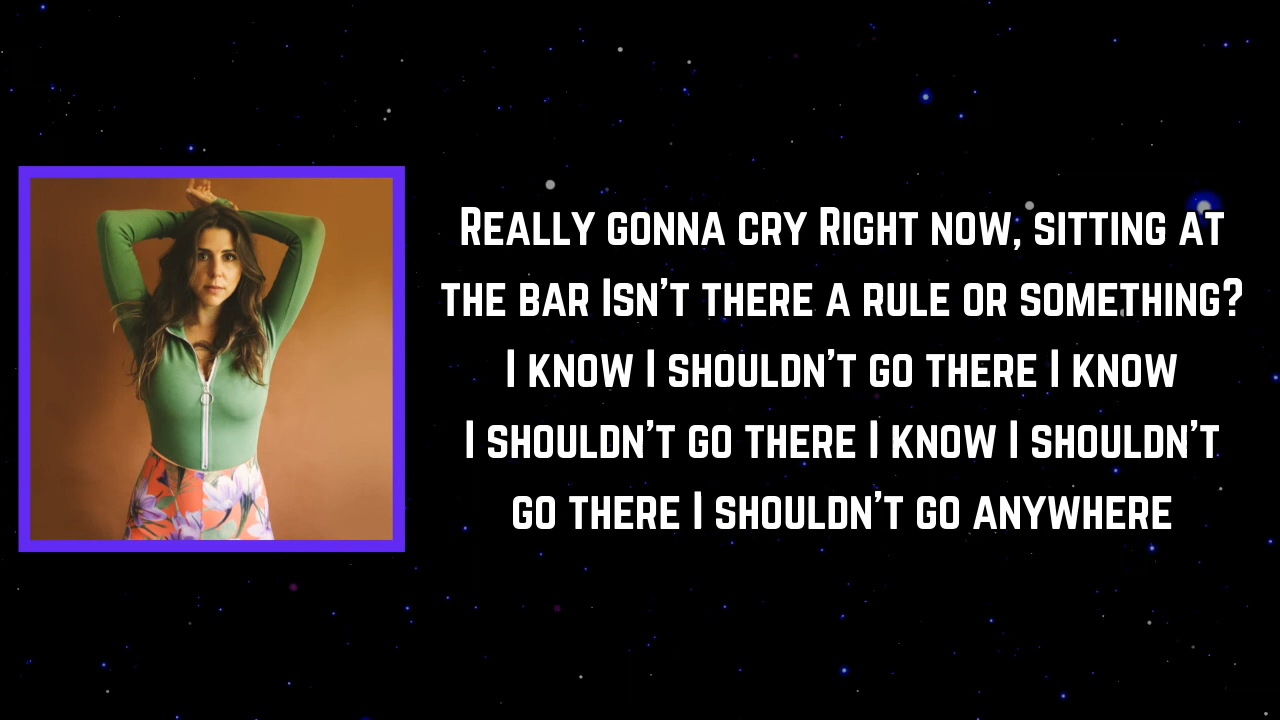 Really gonna cry Right now, sitting at
the bar Isn't there a rule or something?
I know I shouldn't go there I know
I shouldn't go there I know I shouldn't
go there I shouldn't go anywhere